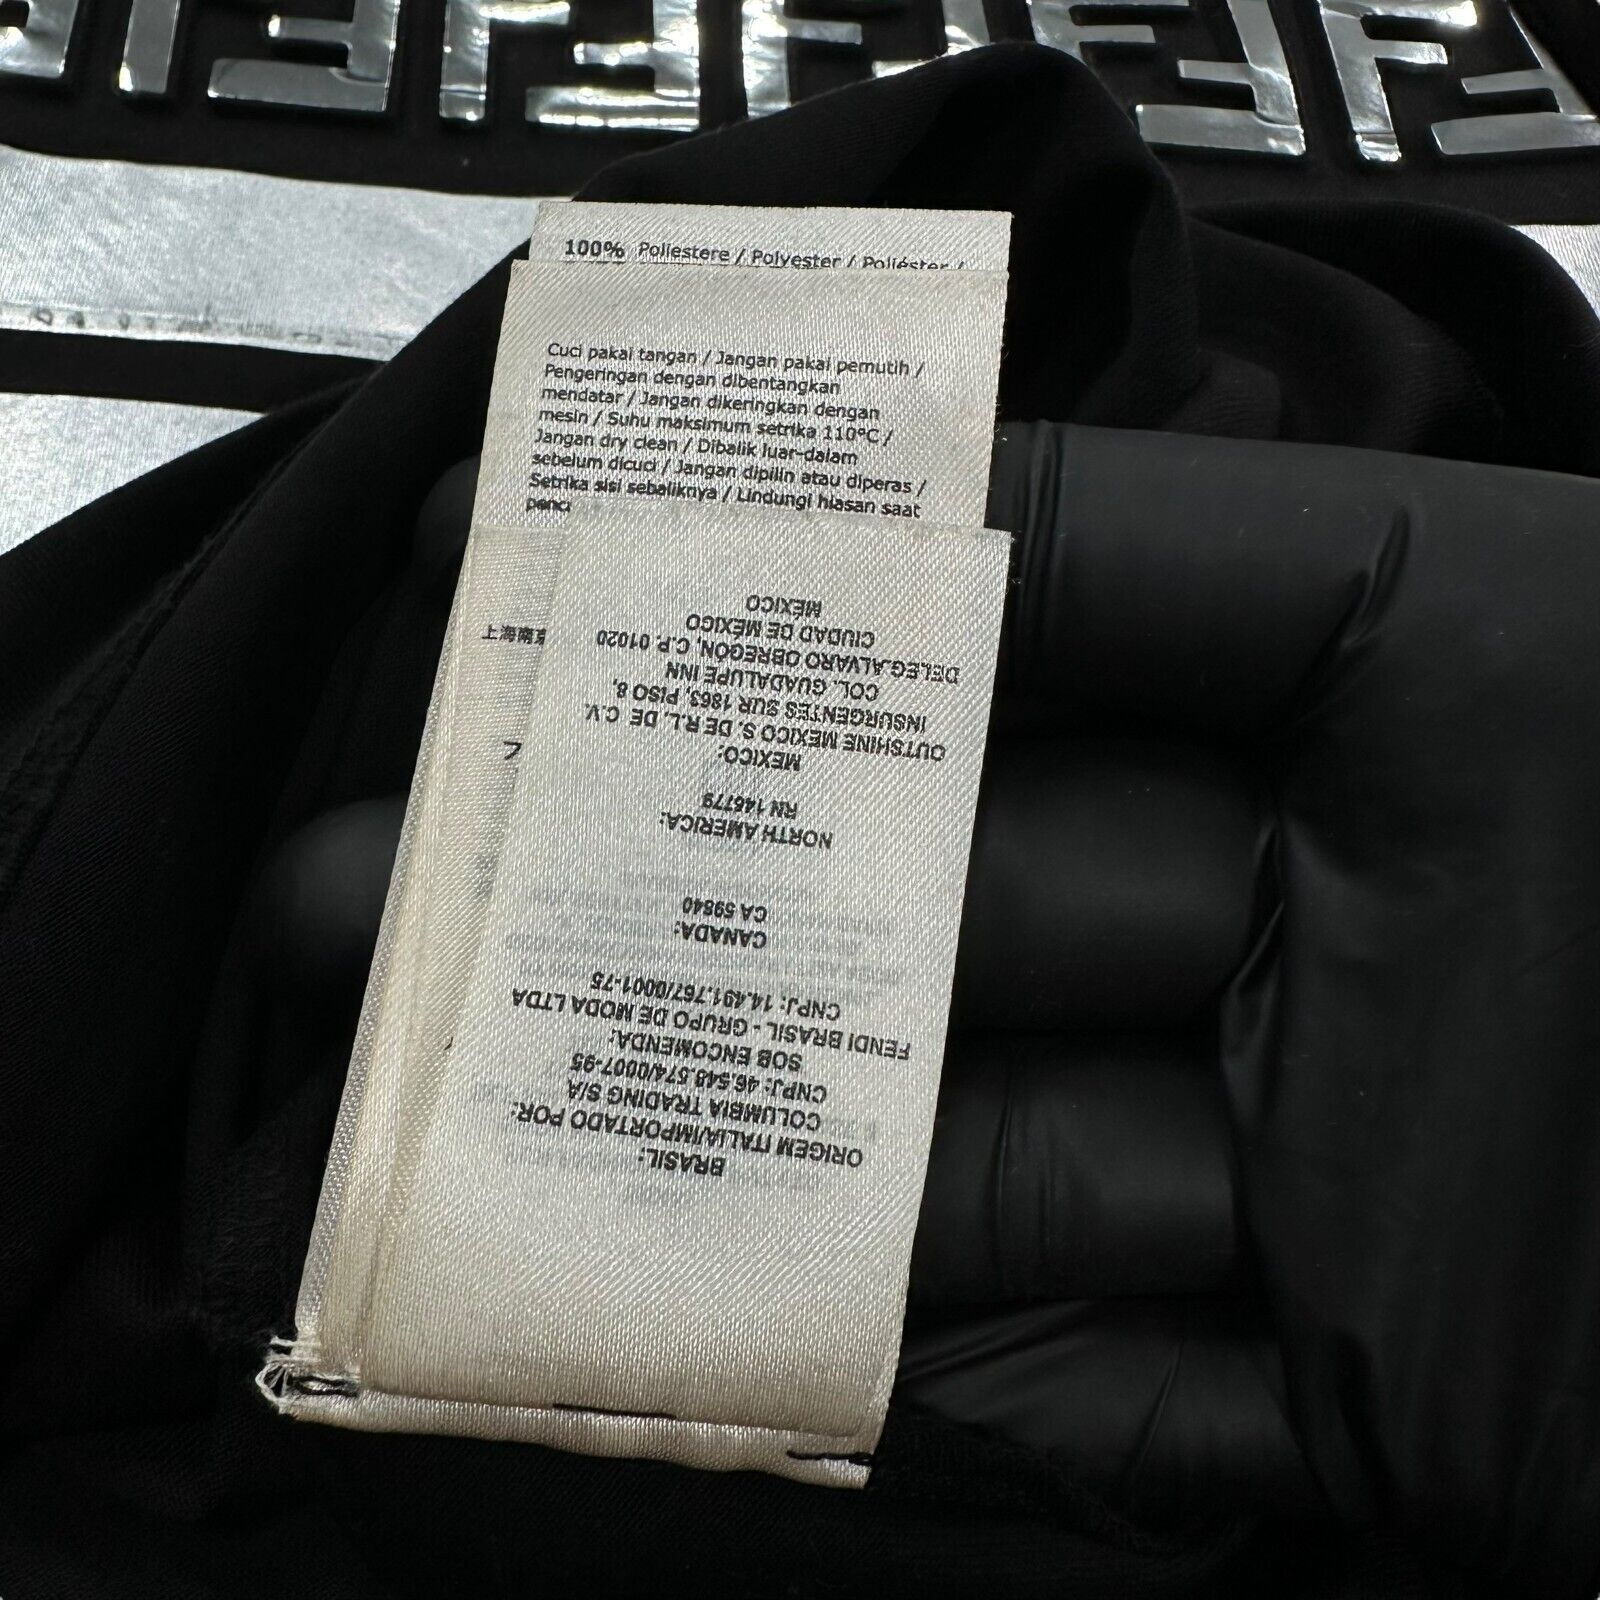 100% Poliestere / Polyester / Poliéster /
Cuci pakai tangan / Jangan pakai pemutih /
Pengeringan dengan dibentangkan
mendatar / Jangan dikeringkan dengan
mesin / Suhu maksimum setrika 110°C /
Jangan dry clean / Dibalik luar-dalam
sebelum dicuci / Jangan dipilin atau diperas /
Setrika sisi sebaliknya / Lindungi hiasan saat
BRASIL:
ORIGEM ITALIA/IMPORTADO POR:
COLUMBIA TRADING S/A
CNPJ: 46.548.574/0007-95
SOB ENCOMENDA:
FENDI BRASIL - GRUPO DE MODA LTDA
CNPJ: 14.491.767/0001-75
CANADA:
CA 59840
NORTH AMERICA:
RN 146779
MEXICO:
OUTSHINE MEXICO S. DE R.L. DE C.V.
INSURGENTES SUR 1863, PISO 8,
COL. GUADALUPE INN
DELEG.ALVARO OBREGÓN, C.P. 01020
CIUDAD DE MÉXICO
MÉXICO